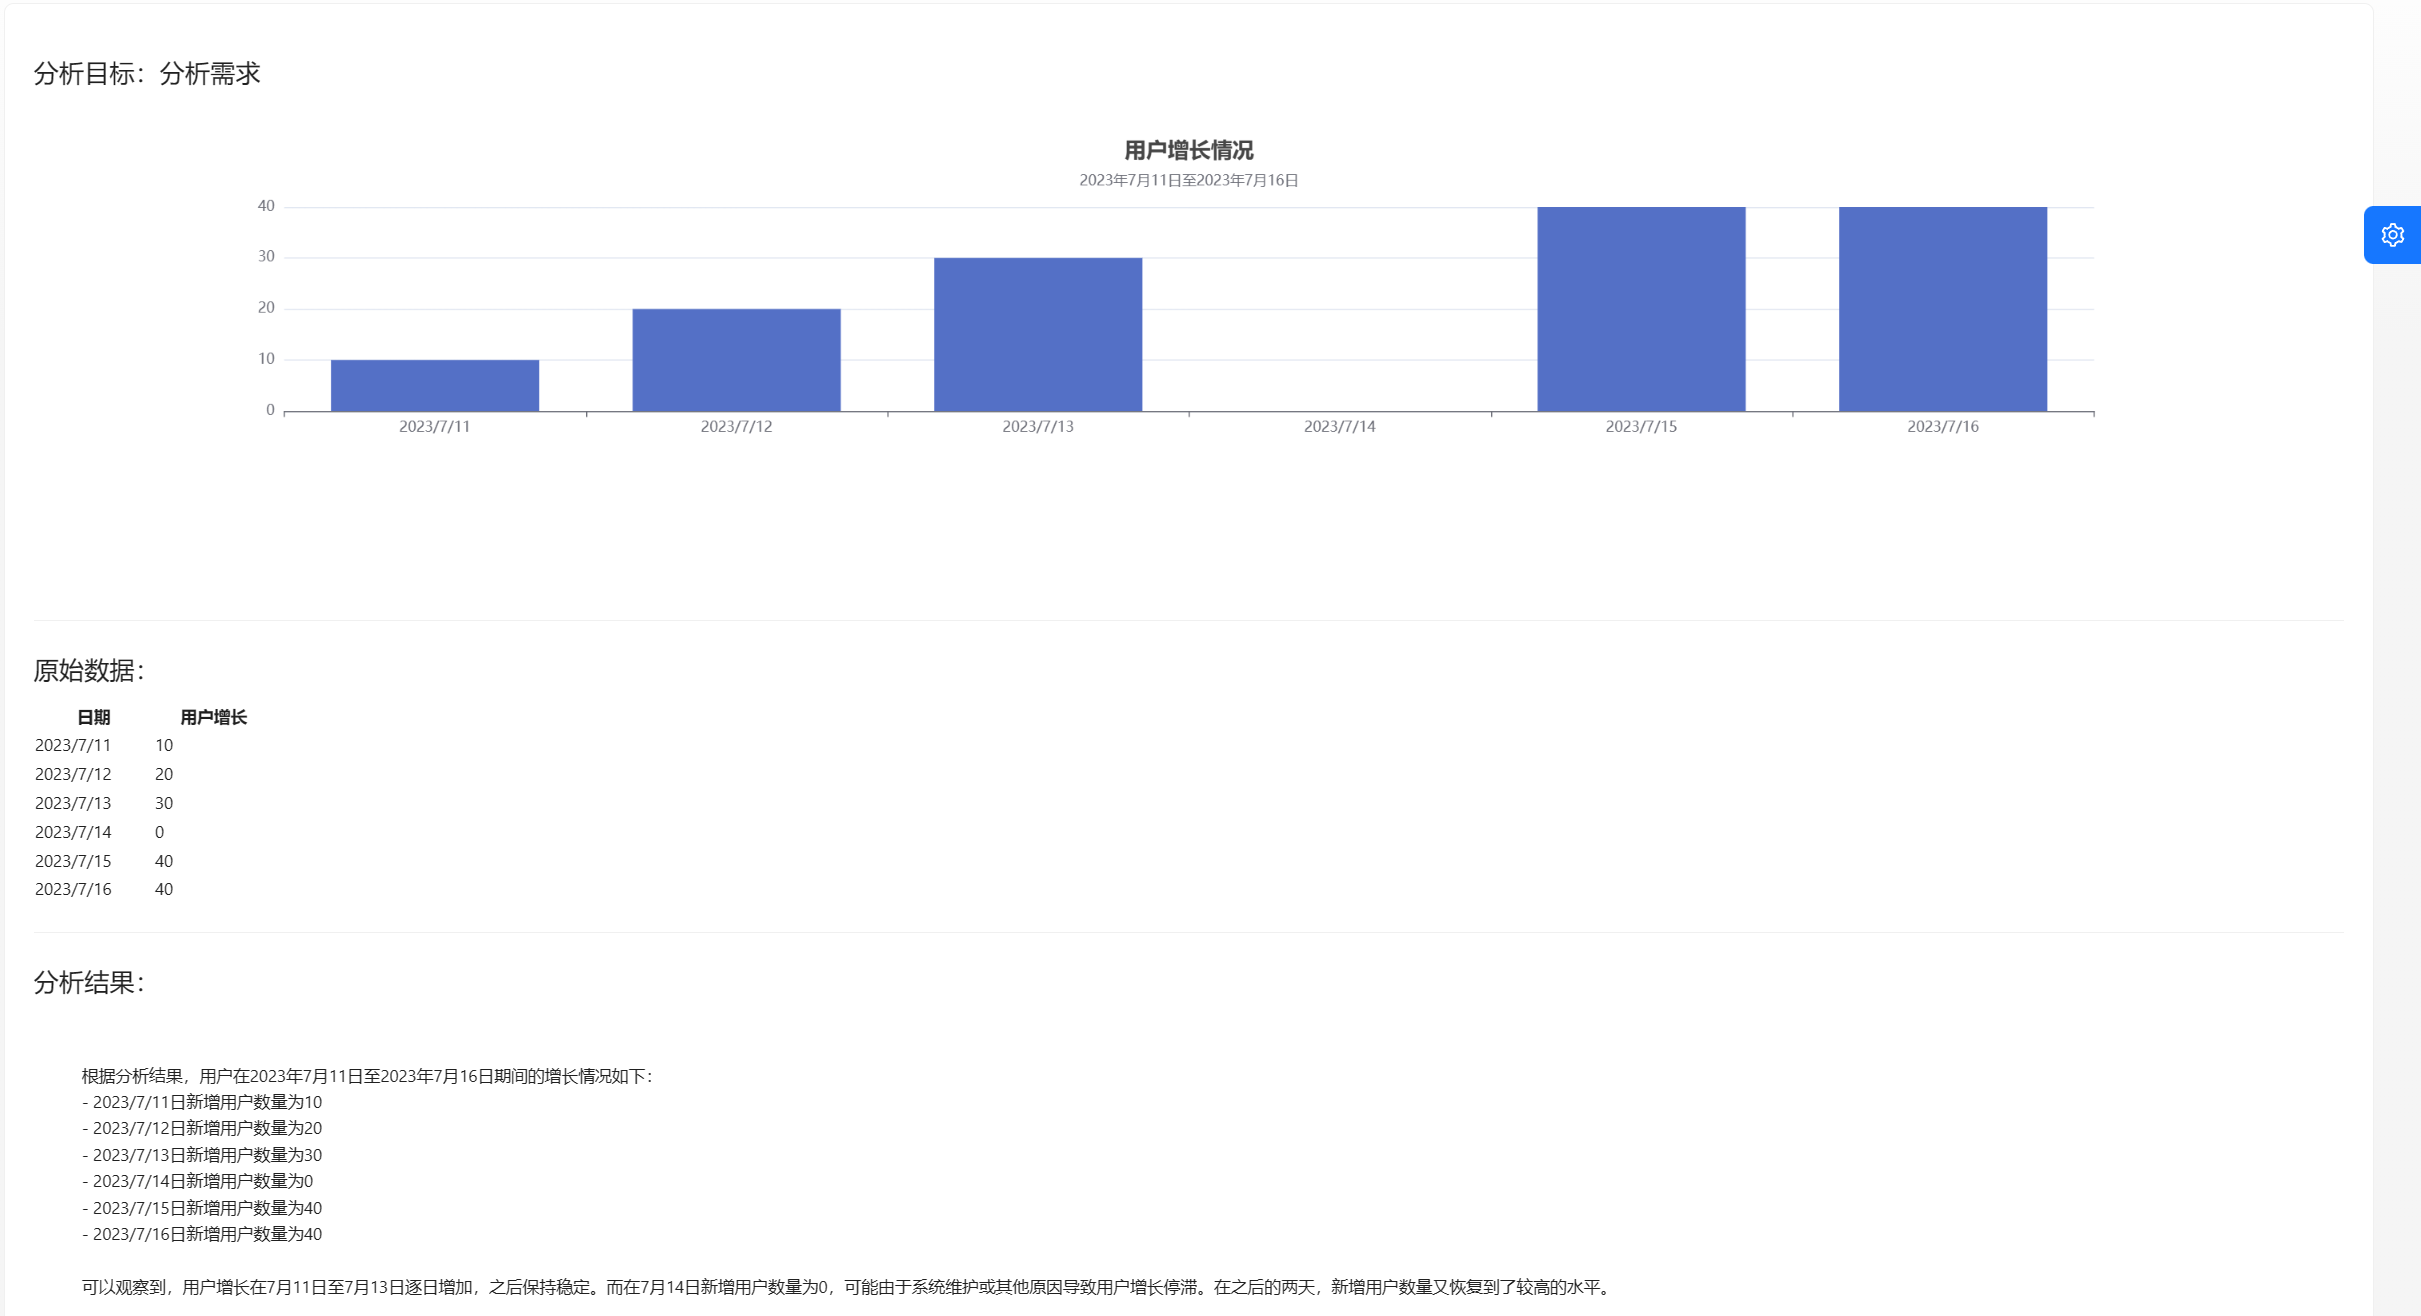 分析目标：分析需求
用户增长情况
2023年7月11日至2023年7月16日
40
30
20
10
0
2023/7/11 2023/7/12 2023/7/13 2023/7/14 2023/7/15 2023/7/16
原始数据：
日期 用户增长
2023/7/11 10
2023/7/12 20
2023/7/13 30
2023/7/14 0
2023/7/15 40
2023/7/16 40
分析结果：
根据分析结果，用户在2023年7月11日至2023年7月16日期间的增长情况如下：
- 2023/7/11日新增用户数量为10
- 2023/7/12日新增用户数量为20
- 2023/7/13日新增用户数量为30
- 2023/7/14日新增用户数量为0
- 2023/7/15日新增用户数量为40
- 2023/7/16日新增用户数量为40
可以观察到，用户增长在7月11日至7月13日逐日增加，之后保持稳定。而在7月14日新增用户数量为0，可能由于系统维护或其他原因导致用户增长停滞。在之后的两天，新增用户数量又恢复到了较高的水平。